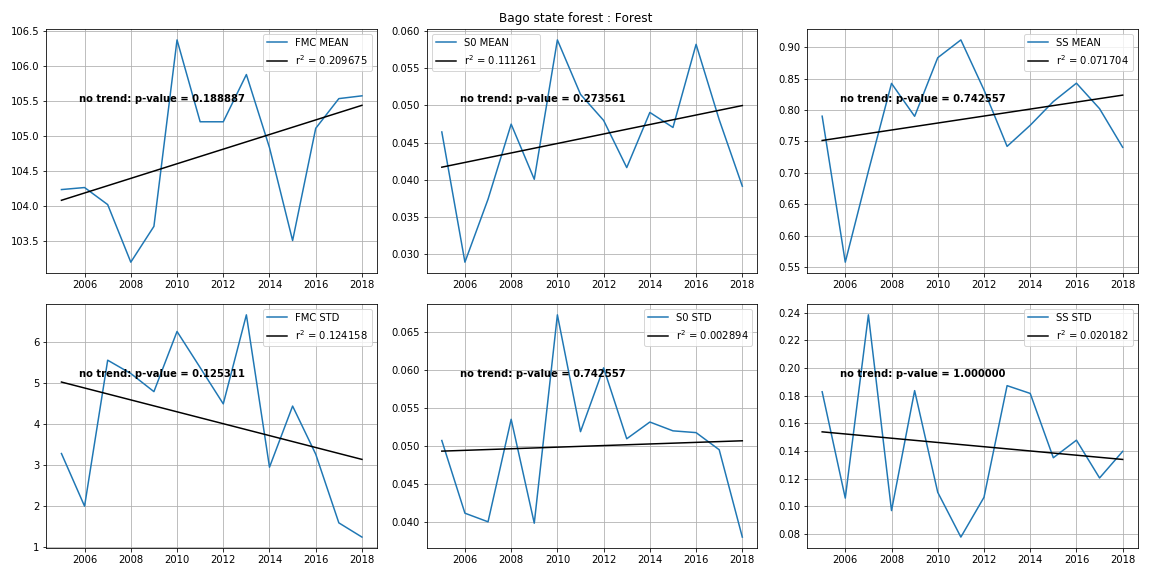 Bago state forest : Forest
106.5
106.0
105.5
105.0
104.5
104.0
103.5
FMC MEAN
r² = 0.209675
no trend: p-value = 0.188887
2006 2008 2010 2012 2014 2016 2018
0.060
0.055
0.050
0.045
0.040
0.035
0.030
S0 MEAN
r² = 0.111261
no trend: p-value = 0.273561
2006 2008 2010 2012 2014 2016 2018
0.90
0.85
0.80
0.75
0.70
0.65
0.60
0.55
SS MEAN
r² = 0.071704
no trend: p-value = 0.742557
2006 2008 2010 2012 2014 2016 2018
6
5
4
3
2
1
FMC STD
r² = 0.124158
no trend: p-value = 0.125311
2006 2008 2010 2012 2014 2016 2018
0.065
0.060
0.055
0.050
0.045
0.040
S0 STD
r² = 0.002894
no trend: p-value = 0.742557
2006 2008 2010 2012 2014 2016 2018
0.24
0.22
0.20
0.18
0.16
0.14
0.12
0.10
0.08
SS STD
r² = 0.020182
no trend: p-value = 1.000000
2006 2008 2010 2012 2014 2016 2018